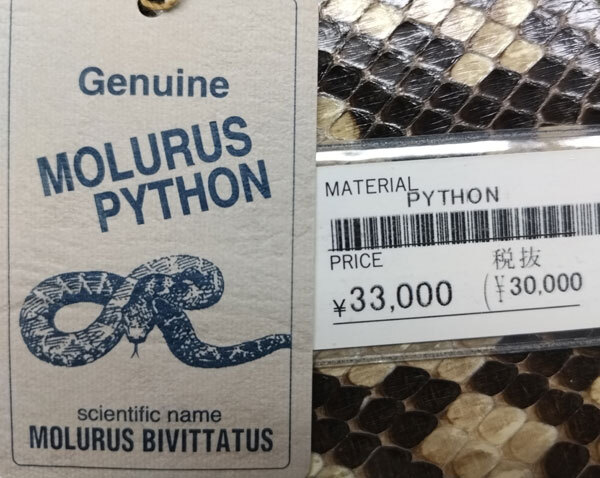 Genuine
MOLURUS
PYTHON
scientific name
MOLURUS BIVITTATUS
MATERIAL PYTHON
PRICE 税抜
¥33,000 (¥30,000